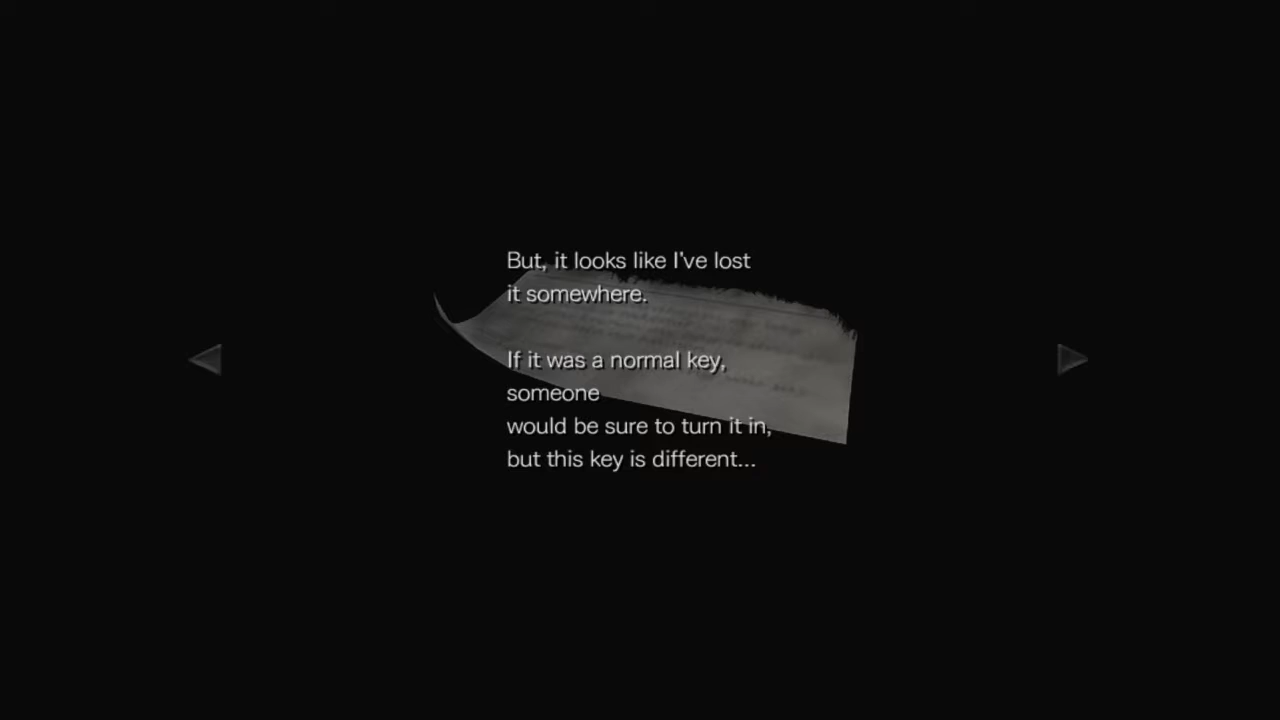 But, it looks like I've lost
it somewhere.
If it was a normal key,
someone
would be sure to turn it in,
but this key is different...